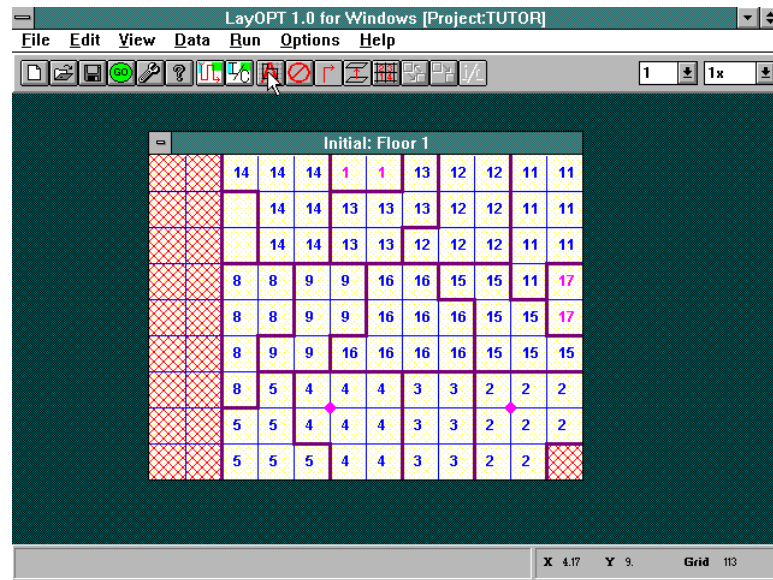 LayOPT 1.0 for Windows [Project:TUTOR]
File Edit View Data Run Options Help
GO ? I/C i/c 1 1x
Initial: Floor 1
14 14 14 1 1 13 12 12 11 11
14 14 13 13 13 12 12 11 11
14 14 13 13 12 12 12 11 11
8 8 9 9 16 16 15 15 11 17
8 8 9 9 16 16 16 15 15 17
8 9 9 16 16 16 16 15 15 15
8 5 4 4 4 3 3 2 2 2
5 5 4 4 4 3 3 2 2 2
5 5 5 4 4 3 3 2 2
X 4.17 Y 9. Grid 113